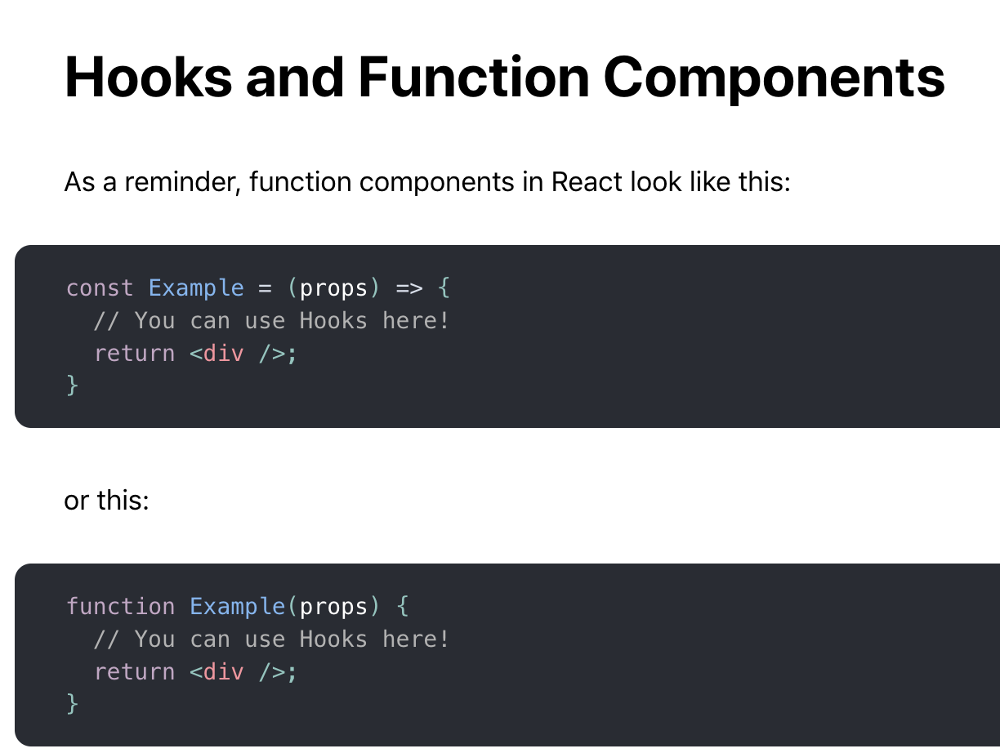 Hooks and Function Components
As a reminder, function components in React look like this:
const Example = (props) => {
  // You can use Hooks here!
  return <div />;
}
or this:
function Example(props) {
  // You can use Hooks here!
  return <div />;
}